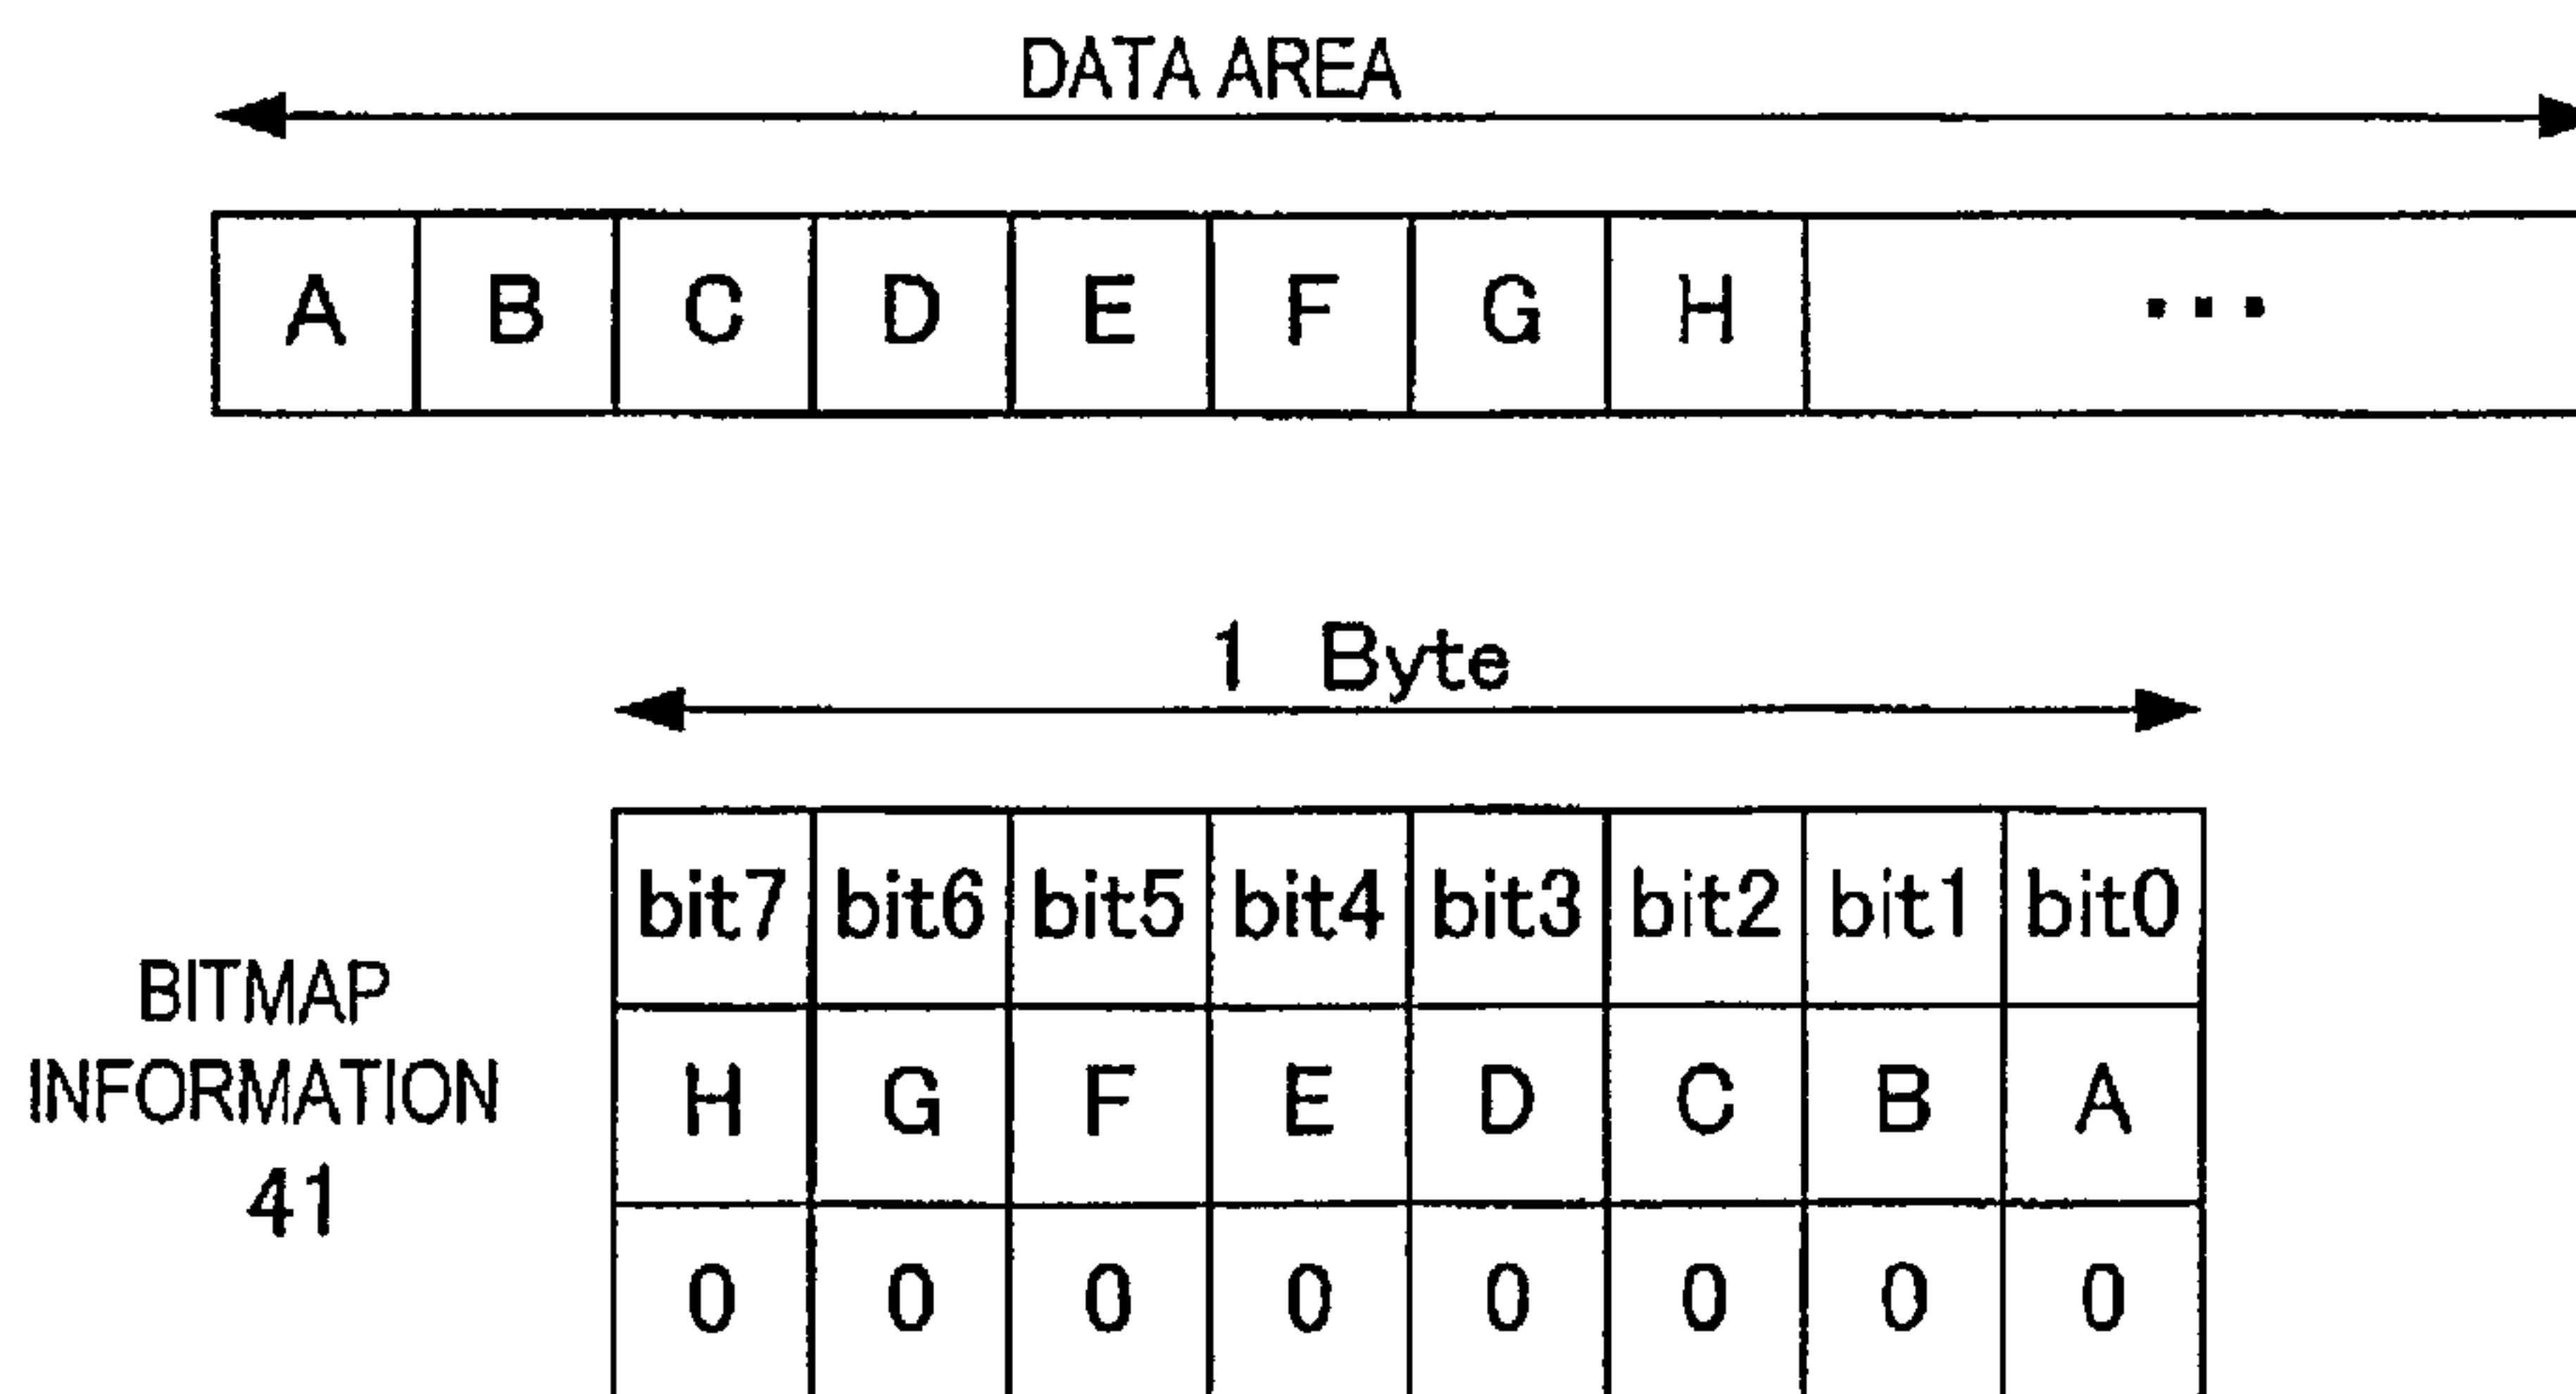 DATA AREA
A B C D E F G H ...
1 Byte
bit7 bit6 bit5 bit4 bit3 bit2 bit1 bit0
H G F E D C B A
0 0 0 0 0 0 0 0
BITMAP
INFORMATION
41